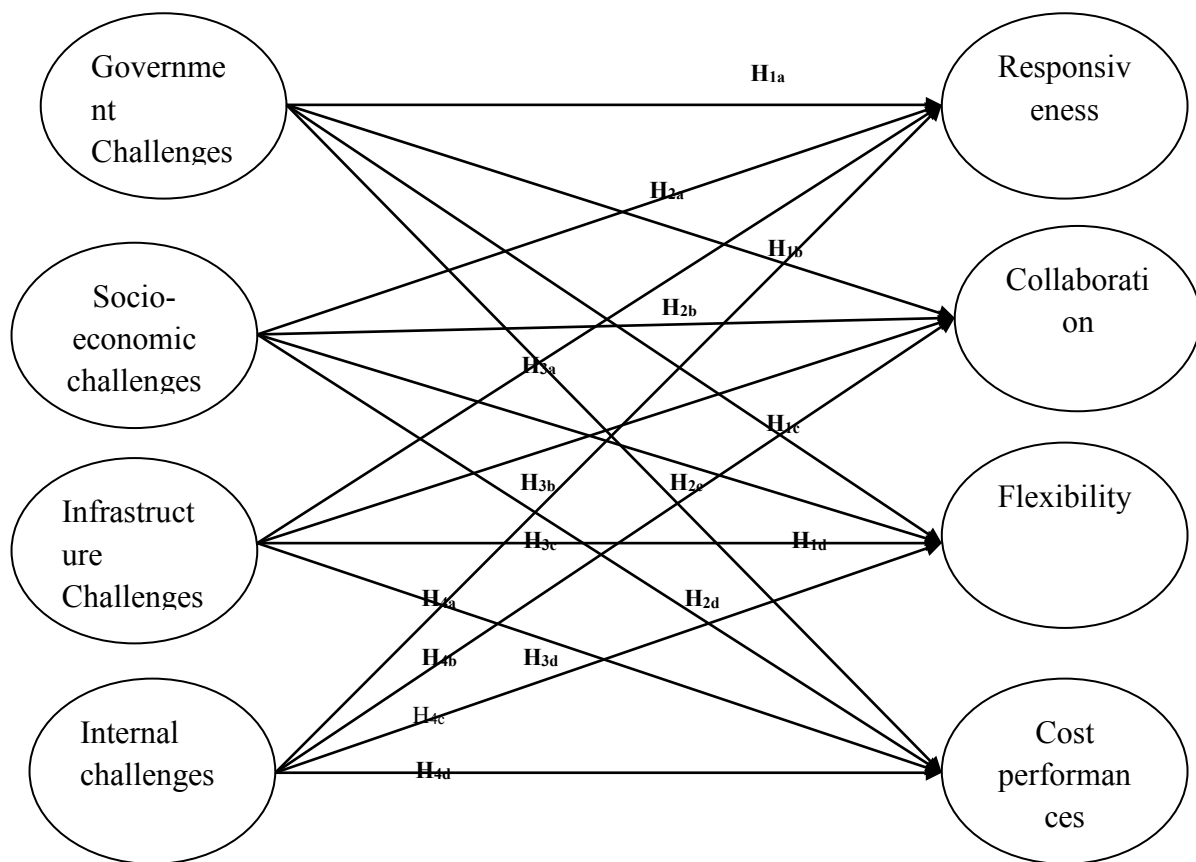 Governme
nt
Challenges
H1a
Responsiv
eness
H2a
H1b
Socio-
economic
challenges
H2b
Collaborati
on
H3a
H1c
Infrastruct
ure
Challenges
H3b
H2c
Flexibility
H3c
H1d
H4a
H2d
H4b
H3d
Internal
challenges
H4c
H4d
Cost
performan
ces